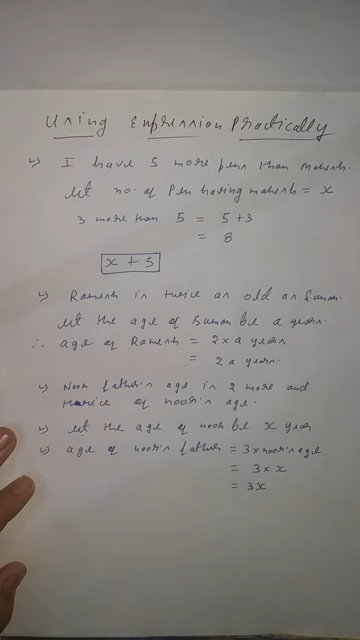 Using Expression Practically
↳ I have 5 more pens than Mahesh.
Let no. of Pen having mahesh = x
3 more than 5 = 5 + 3
= 8
x + 5
↳ Ramesh is twice as old as Suman.
Let the age of Suman be a years.
∴ age of Ramesh = 2 x a years
= 2 a years.
↳ Noor father's age is 2 more and
thrice of noor's age.
↳ Let the age of noor be x years
↳ age of noor's father = 3 x noor's age
= 3 x x
= 3x